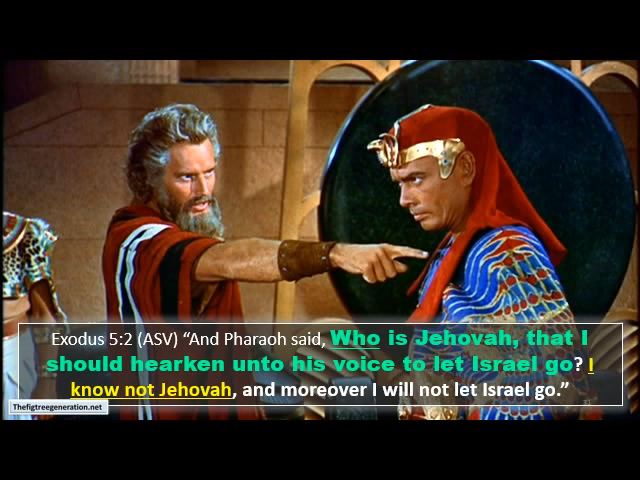 Exodus 5:2 (ASV) “And Pharaoh said, Who is Jehovah, that I
should hearken unto his voice to let Israel go? I
know not Jehovah, and moreover I will not let Israel go.”
Thefigtreegeneration.net